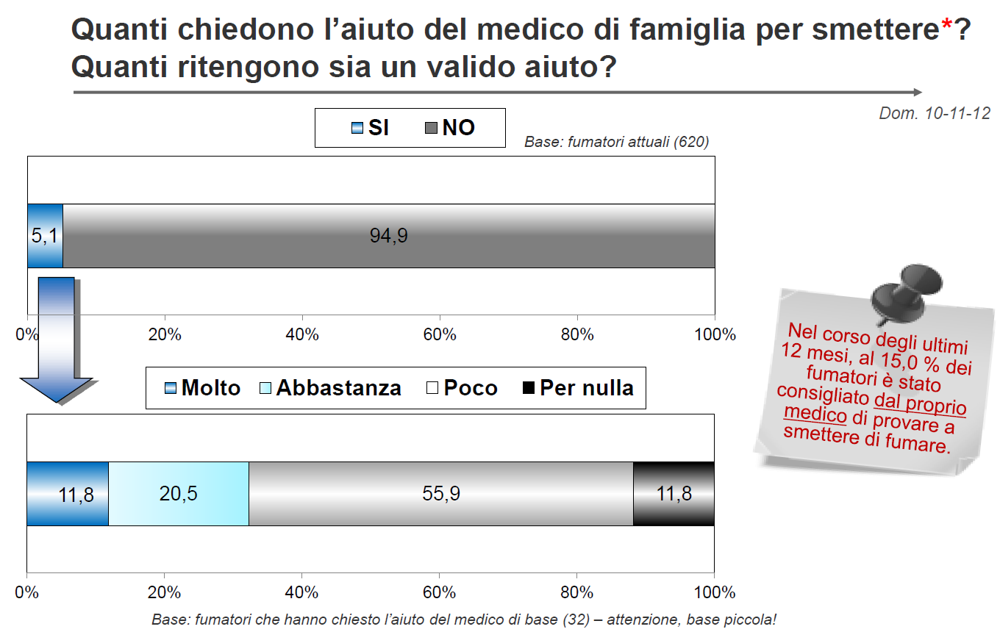 Quanti chiedono l’aiuto del medico di famiglia per smettere*?
Quanti ritengono sia un valido aiuto?
Dom. 10-11-12
SI NO
Base: fumatori attuali (620)
5,1 94,9
0% 20% 40% 60% 80% 100%
Nel corso degli ultimi
12 mesi, al 15,0 % dei
fumatori è stato
consigliato dal proprio
medico di provare a
smettere di fumare.
Molto Abbastanza Poco Per nulla
11,8 20,5 55,9 11,8
0% 20% 40% 60% 80% 100%
Base: fumatori che hanno chiesto l’aiuto del medico di base (32) – attenzione, base piccola!